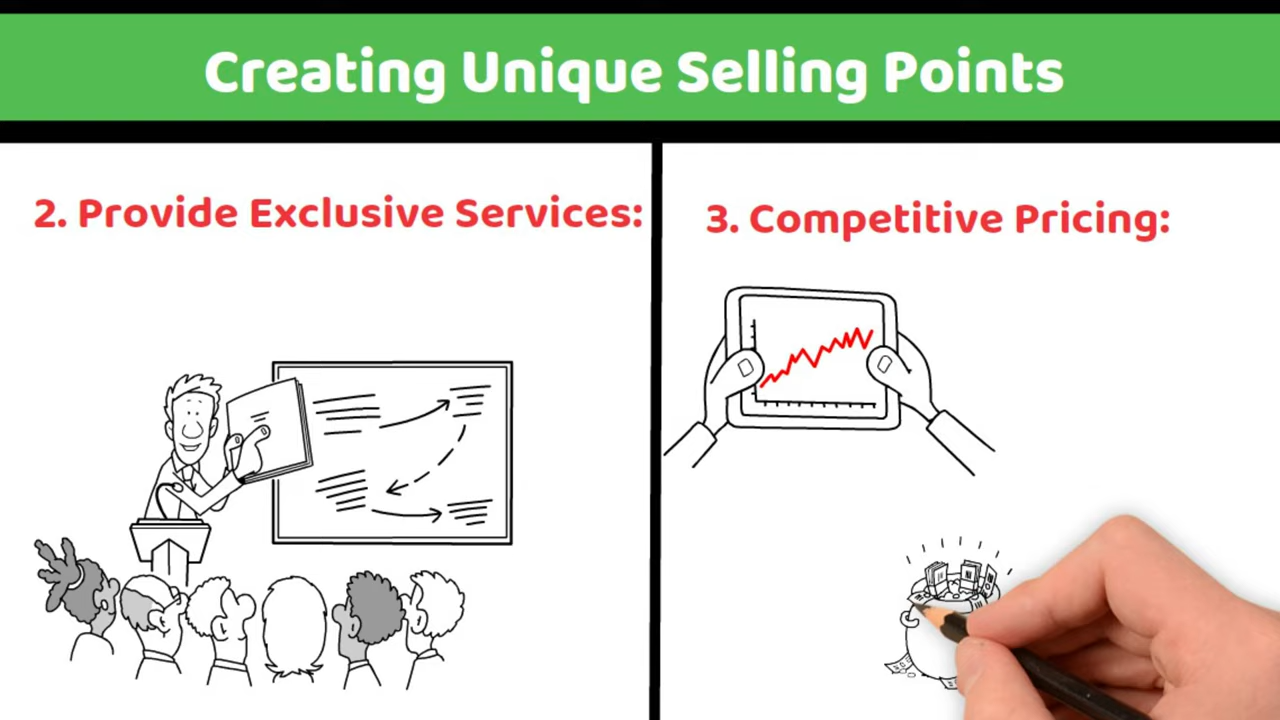 Creating Unique Selling Points
2. Provide Exclusive Services:
3. Competitive Pricing: